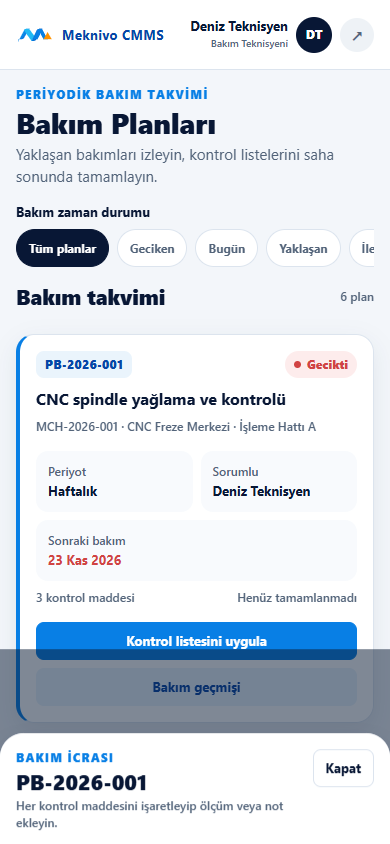 Meknivo CMMS
Deniz Teknisyen
Bakım Teknisyeni
DT
↗
PERİYODİK BAKIM TAKVİMİ
Bakım Planları
Yaklaşan bakımları izleyin, kontrol listelerini saha
sonunda tamamlayın.
Bakım zaman durumu
Tüm planlar
Geciken
Bugün
Yaklaşan
İle
Bakım takvimi
6 plan
PB-2026-001
Gecikti
CNC spindle yağlama ve kontrolü
MCH-2026-001 · CNC Freze Merkezi · İşleme Hattı A
Periyot
Haftalık
Sorumlu
Deniz Teknisyen
Sonraki bakım
23 Kas 2026
3 kontrol maddesi
Henüz tamamlanmadı
Kontrol listesini uygula
Bakım geçmişi
BAKIM İCRASI
PB-2026-001
Her kontrol maddesini işaretleyip ölçüm veya not
ekleyin.
Kapat